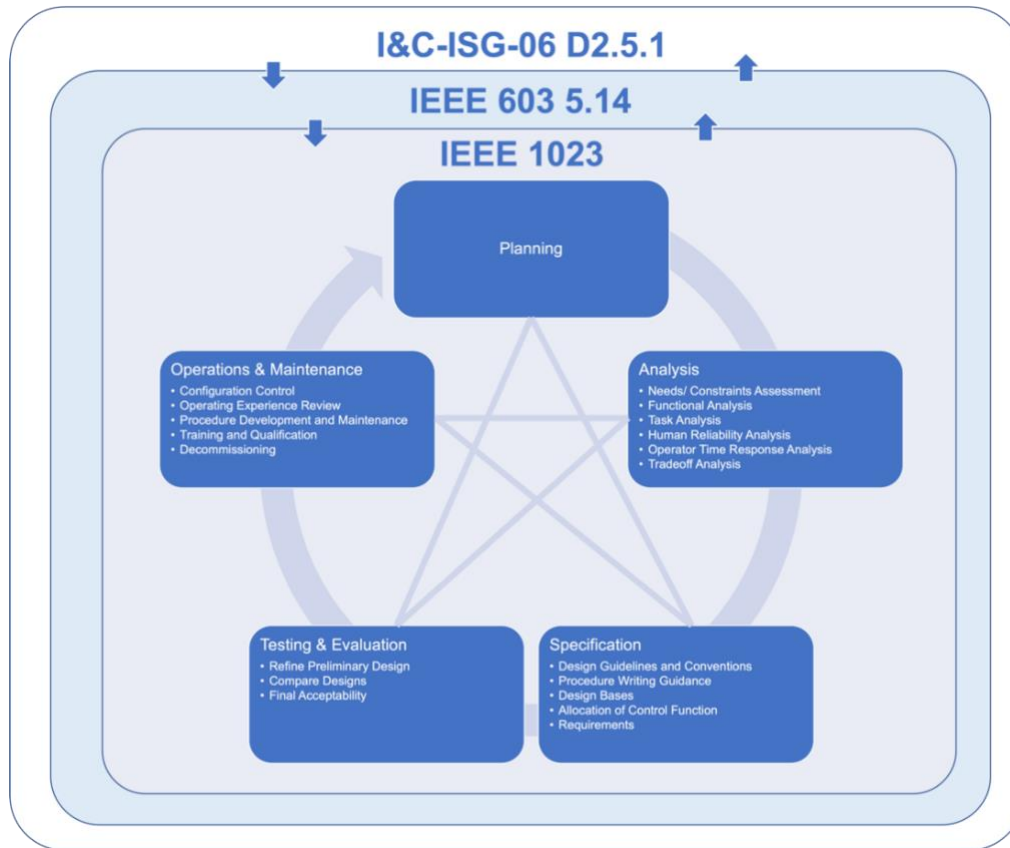 I&C-ISG-06 D2.5.1
IEEE 603 5.14
IEEE 1023
Planning
Operations & Maintenance
• Configuration Control
• Operating Experience Review
• Procedure Development and Maintenance
• Training and Qualification
• Decommissioning
Analysis
• Needs/ Constraints Assessment
• Functional Analysis
• Task Analysis
• Human Reliability Analysis
• Operator Time Response Analysis
• Tradeoff Analysis
Testing & Evaluation
• Refine Preliminary Design
• Compare Designs
• Final Acceptability
Specification
• Design Guidelines and Conventions
• Procedure Writing Guidance
• Design Bases
• Allocation of Control Function
• Requirements